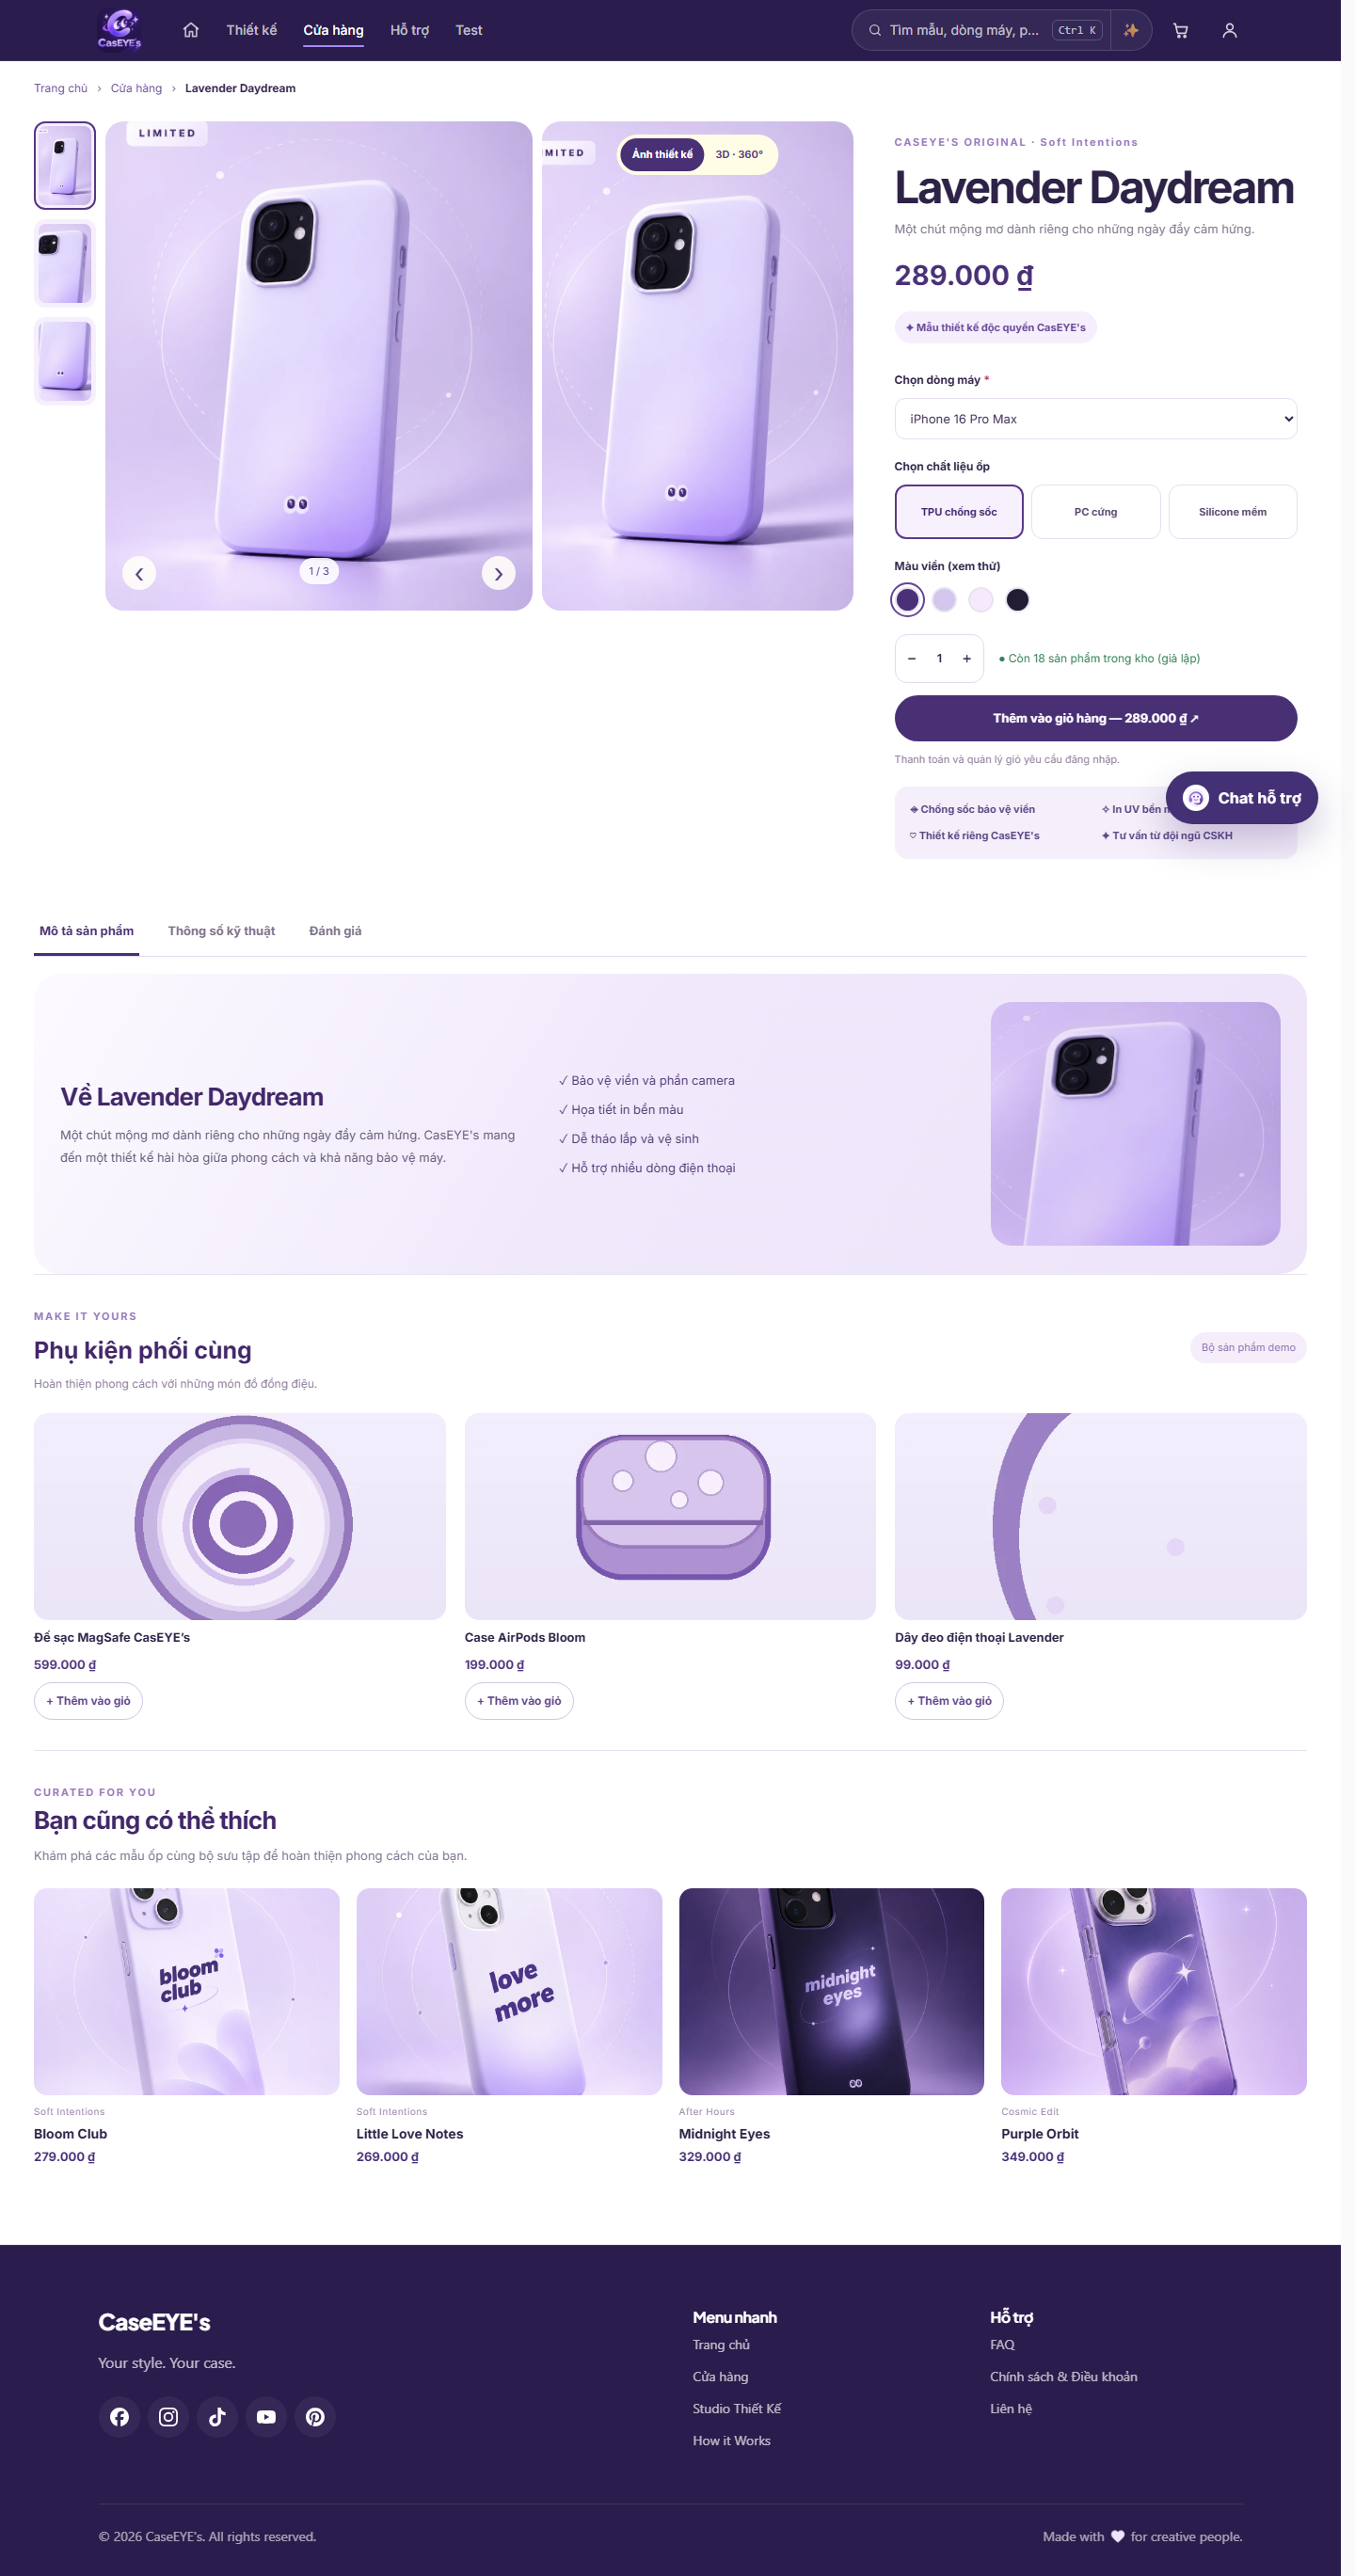 CasEYE's
Thiết kế
Cửa hàng
Hỗ trợ
Test
Tìm mẫu, dòng máy, p...
Ctrl K
Trang chủ › Cửa hàng › Lavender Daydream
LIMITED
IMITED
Ảnh thiết kế
3D · 360°
1 / 3
CASEYE'S ORIGINAL · Soft Intentions
Lavender Daydream
Một chút mộng mơ dành riêng cho những ngày đầy cảm hứng.
289.000 ₫
✦ Mẫu thiết kế độc quyền CasEYE's
Chọn dòng máy *
iPhone 16 Pro Max
Chọn chất liệu ốp
TPU chống sốc
PC cứng
Silicone mềm
Màu viền (xem thử)
− 1 +
● Còn 18 sản phẩm trong kho (giả lập)
Thêm vào giỏ hàng — 289.000 ₫ ↗
Thanh toán và quản lý giỏ yêu cầu đăng nhập.
Chống sốc bảo vệ viền
✧ In UV bền
♡ Thiết kế riêng CasEYE's
✦ Tư vấn từ đội ngũ CSKH
Chat hỗ trợ
Mô tả sản phẩm
Thông số kỹ thuật
Đánh giá
Về Lavender Daydream
Một chút mộng mơ dành riêng cho những ngày đầy cảm hứng. CasEYE's mang
đến một thiết kế hài hòa giữa phong cách và khả năng bảo vệ máy.
✓ Bảo vệ viền và phần camera
✓ Họa tiết in bền màu
✓ Dễ tháo lắp và vệ sinh
✓ Hỗ trợ nhiều dòng điện thoại
MAKE IT YOURS
Phụ kiện phối cùng
Hoàn thiện phong cách với những món đồ đồng điệu.
Bộ sản phẩm demo
Đế sạc MagSafe CasEYE's
599.000 ₫
+ Thêm vào giỏ
Case AirPods Bloom
199.000 ₫
+ Thêm vào giỏ
Dây đeo điện thoại Lavender
99.000 ₫
+ Thêm vào giỏ
CURATED FOR YOU
Bạn cũng có thể thích
Khám phá các mẫu ốp cùng bộ sưu tập để hoàn thiện phong cách của bạn.
bloom
club
love
more
midnight
eyes
Soft Intentions
Bloom Club
279.000 ₫
Soft Intentions
Little Love Notes
269.000 ₫
After Hours
Midnight Eyes
329.000 ₫
Cosmic Edit
Purple Orbit
349.000 ₫
CaseEYE's
Your style. Your case.
Menu nhanh
Trang chủ
Cửa hàng
Studio Thiết Kế
How it Works
Hỗ trợ
FAQ
Chính sách & Điều khoản
Liên hệ
© 2026 CaseEYE's. All rights reserved.
Made with 🤍 for creative people.